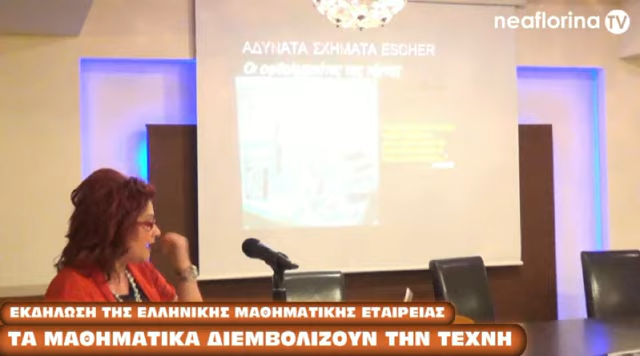 neaflorina TV
ΑΔΥΝΑΤΑ ΣΧΗΜΑΤΑ ESCHER
ΕΚΔΗΛΩΣΗ ΤΗΣ ΕΛΛΗΝΙΚΗΣ ΜΑΘΗΜΑΤΙΚΗΣ ΕΤΑΙΡΕΙΑΣ
ΤΑ ΜΑΘΗΜΑΤΙΚΑ ΔΙΕΜΒΟΛΙΖΟΥΝ ΤΗΝ ΤΕΧΝΗ